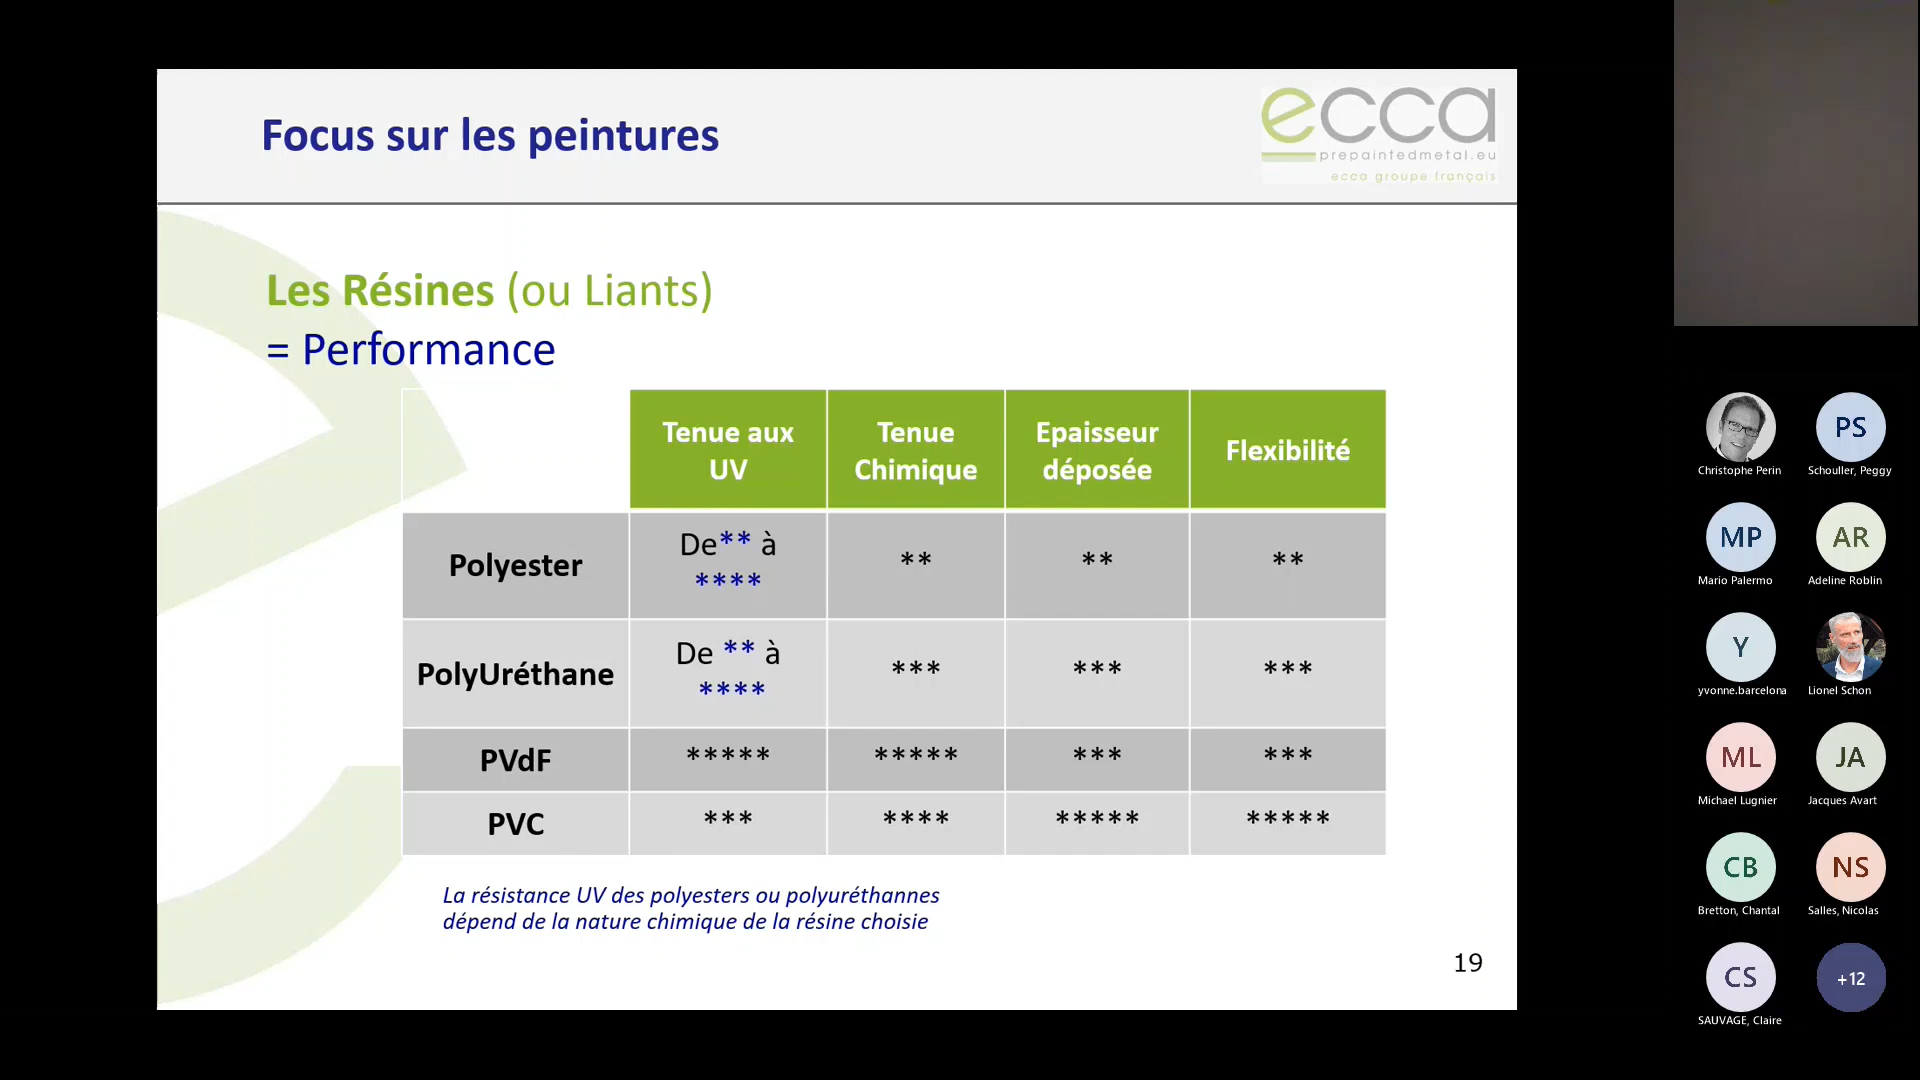 Focus sur les peintures
ecca
prepaintedmetal.eu
ecca groupe français
Les Résines (ou Liants)
= Performance
Tenue aux UV
Tenue Chimique
Epaisseur déposée
Flexibilité
Polyester
De** à ****
**
**
**
PolyUréthane
De ** à ****
***
***
***
PVdF
*****
*****
***
***
PVC
***
****
*****
*****
La résistance UV des polyesters ou polyuréthannes
dépend de la nature chimique de la résine choisie
19
Christophe Perin
PS
Schouller, Peggy
MP
Mario Palermo
AR
Adeline Roblin
Y
yvonne.barcelona
Lionel Schon
ML
Michael Lugnier
JA
Jacques Avart
CB
Bretton, Chantal
NS
Salles, Nicolas
CS
SAUVAGE, Claire
+12